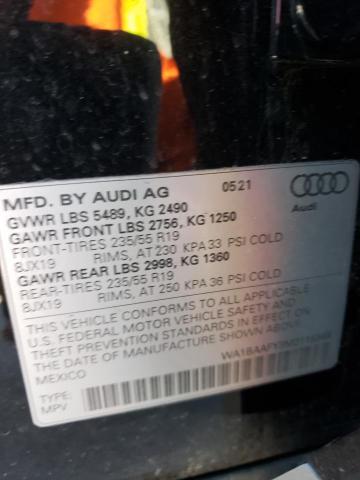 MFD. BY AUDI AG 0521
Audi
GVWR LBS 5489, KG 2490
GAWR FRONT LBS 2756, KG 1250
FRONT-TIRES 235/55 R19
8JX19 RIMS, AT 230 KPA 33 PSI COLD
GAWR REAR LBS 2998, KG 1360
REAR-TIRES 235/55 R19
8JX19 RIMS, AT 250 KPA 36 PSI COLD
THIS VEHICLE CONFORMS TO ALL APPLICABLE
U.S. FEDERAL MOTOR VEHICLE SAFETY AND
THEFT PREVENTION STANDARDS IN EFFECT ON
THE DATE OF MANUFACTURE SHOWN ABOVE.
MEXICO
TYPE:
MPV